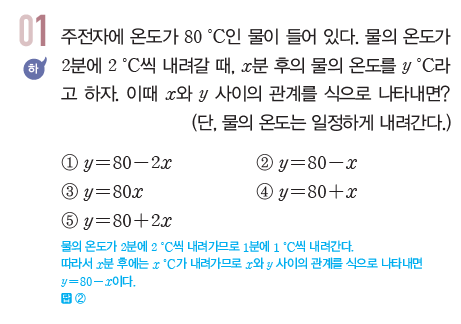 01
하
주전자에 온도가 80 ℃인 물이 들어 있다. 물의 온도가
2분에 2 ℃씩 내려갈 때, x분 후의 물의 온도를 y ℃라
고 하자. 이때 x와 y 사이의 관계를 식으로 나타내면?
(단, 물의 온도는 일정하게 내려간다.)
① y=80-2x ② y=80-x
③ y=80x ④ y=80+x
⑤ y=80+2x
물의 온도가 2분에 2 ℃씩 내려가므로 1분에 1 ℃씩 내려간다.
따라서 x분 후에는 x ℃가 내려가므로 x와 y 사이의 관계를 식으로 나타내면
y=80-x이다.
답 ②